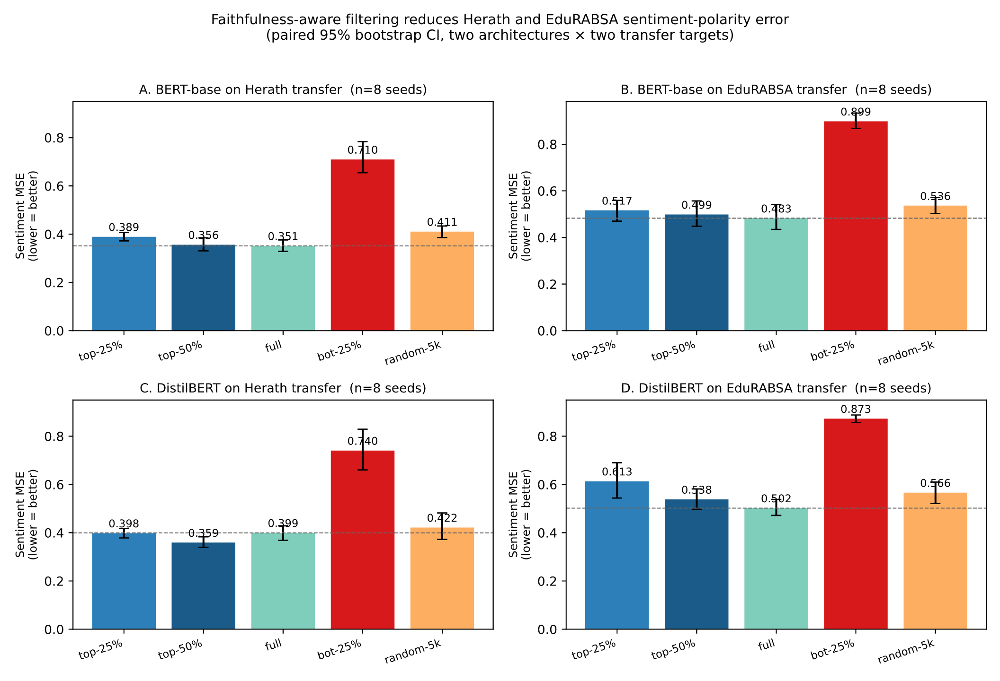 Faithfulness-aware filtering reduces Herath and EduRABSA sentiment-polarity error
(paired 95% bootstrap CI, two architectures × two transfer targets)
A. BERT-base on Herath transfer  (n=8 seeds)
Sentiment MSE
(lower = better)
0.8
0.6
0.4
0.2
0.0
0.389
0.356
0.351
0.710
0.411
top-25%
top-50%
full
bot-25%
random-5k
B. BERT-base on EduRABSA transfer  (n=8 seeds)
Sentiment MSE
(lower = better)
0.8
0.6
0.4
0.2
0.0
0.517
0.499
0.483
0.899
0.536
top-25%
top-50%
full
bot-25%
random-5k
C. DistilBERT on Herath transfer  (n=8 seeds)
Sentiment MSE
(lower = better)
0.8
0.6
0.4
0.2
0.0
0.398
0.359
0.399
0.740
0.422
top-25%
top-50%
full
bot-25%
random-5k
D. DistilBERT on EduRABSA transfer  (n=8 seeds)
Sentiment MSE
(lower = better)
0.8
0.6
0.4
0.2
0.0
0.613
0.538
0.502
0.873
0.566
top-25%
top-50%
full
bot-25%
random-5k